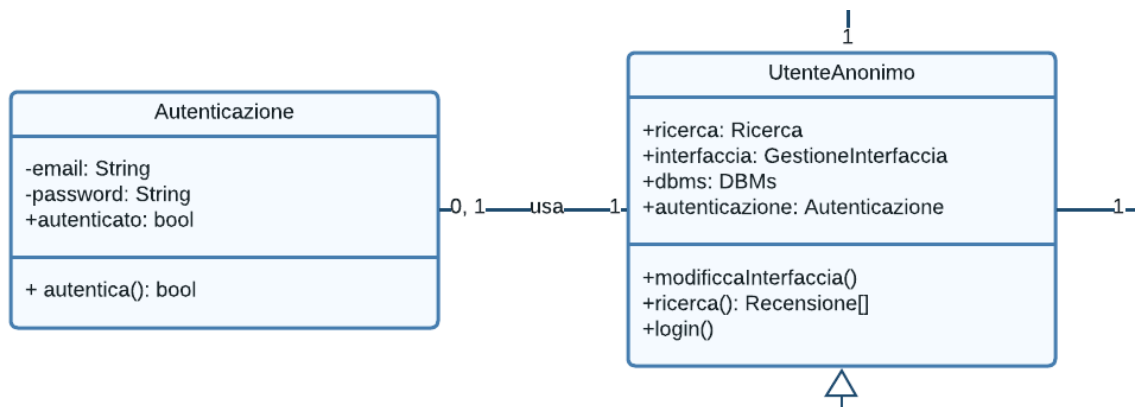 1
Autenticazione
-email: String
-password: String
+autenticato: bool
+ autentica(): bool
0, 1
usa
1
UtenteAnonimo
+ricerca: Ricerca
+interfaccia: GestioneInterfaccia
+dbms: DBMs
+autenticazione: Autenticazione
+modificcaInterfaccia()
+ricerca(): Recensione[]
+login()
1